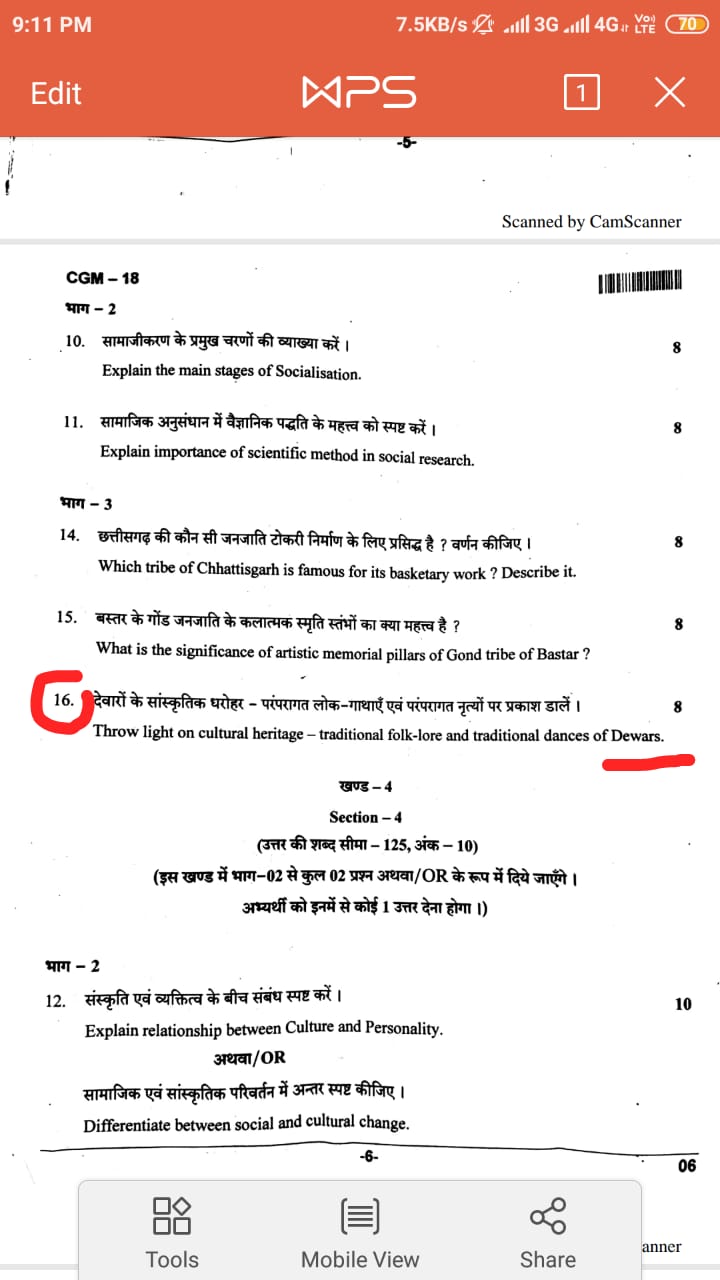 9:11 PM 7.5KB/s 3G 4G Vo) LTE 70
Edit WPS 1
-5-
Scanned by CamScanner
CGM – 18
भाग – 2
10. सामाजीकरण के प्रमुख चरणों की व्याख्या करें । 8
Explain the main stages of Socialisation.
11. सामाजिक अनुसंधान में वैज्ञानिक पद्धति के महत्त्व को स्पष्ट करें । 8
Explain importance of scientific method in social research.
भाग – 3
14. छत्तीसगढ़ की कौन सी जनजाति टोकरी निर्माण के लिए प्रसिद्ध है ? वर्णन कीजिए । 8
Which tribe of Chhattisgarh is famous for its basketary work ? Describe it.
15. बस्तर के गोंड जनजाति के कलात्मक स्मृति स्तंभों का क्या महत्त्व है ? 8
What is the significance of artistic memorial pillars of Gond tribe of Bastar ?
16. देवारों के सांस्कृतिक धरोहर – परंपरागत लोक-गाथाएँ एवं परंपरागत नृत्यों पर प्रकाश डालें । 8
Throw light on cultural heritage – traditional folk-lore and traditional dances of Dewars.
खण्ड – 4
Section – 4
(उत्तर की शब्द सीमा – 125, अंक – 10)
(इस खण्ड में भाग-02 से कुल 02 प्रश्न अथवा/OR के रूप में दिये जाएँगे ।
अभ्यर्थी को इनमें से कोई 1 उत्तर देना होगा ।)
भाग – 2
12. संस्कृति एवं व्यक्तित्व के बीच संबंध स्पष्ट करें । 10
Explain relationship between Culture and Personality.
अथवा/OR
सामाजिक एवं सांस्कृतिक परिवर्तन में अन्तर स्पष्ट कीजिए ।
Differentiate between social and cultural change.
-6-
06
anner
Tools Mobile View Share